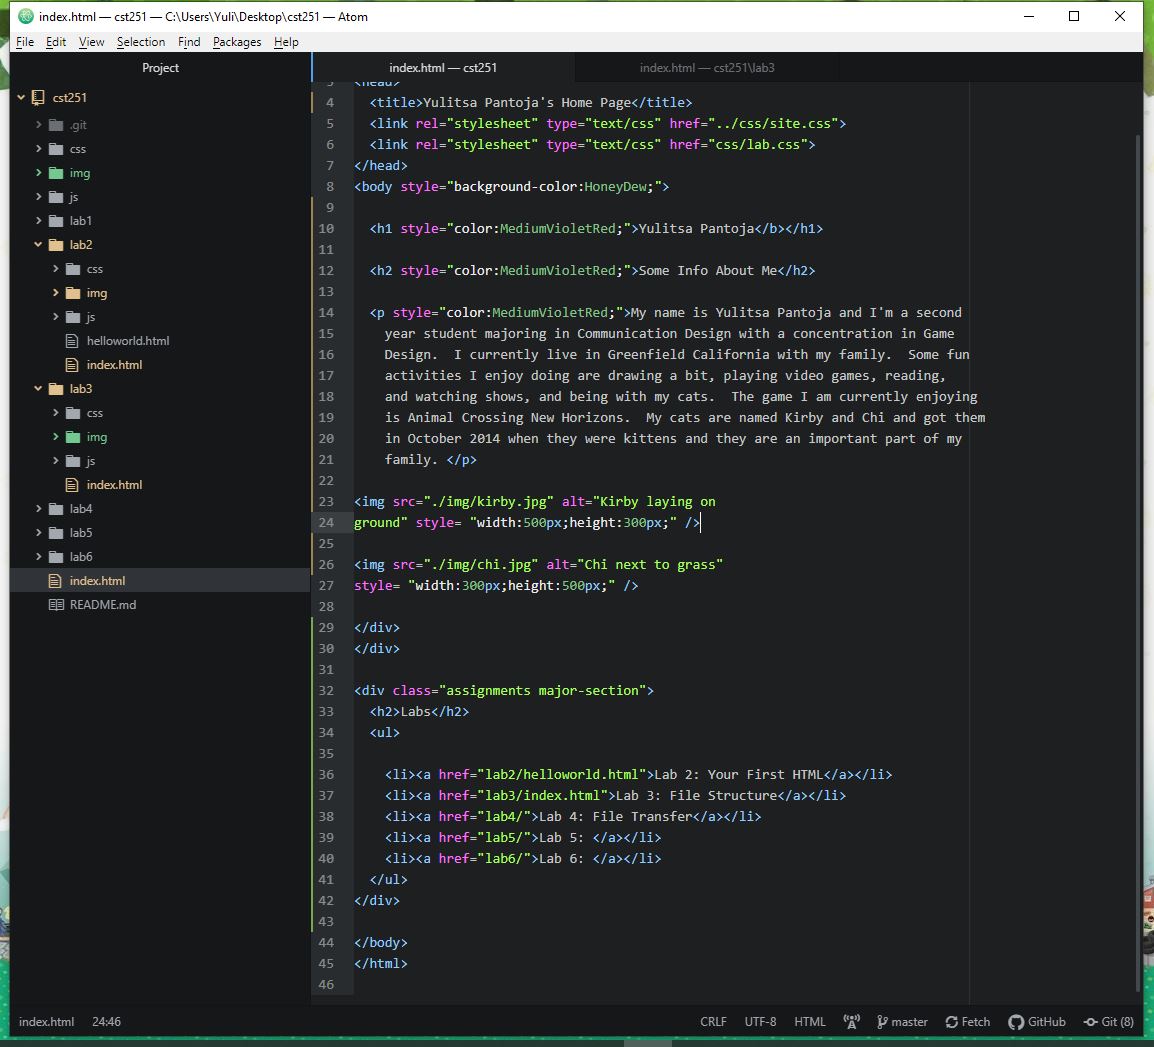 index.html — cst251 — C:\Users\Yuli\Desktop\cst251 — Atom
File Edit View Selection Find Packages Help
Project
cst251
.git
css
img
js
lab1
lab2
css
img
js
helloworld.html
index.html
lab3
css
img
js
index.html
lab4
lab5
lab6
index.html
README.md
index.html — cst251 index.html — cst251\lab3
3 <head>
4 <title>Yulitsa Pantoja's Home Page</title>
5 <link rel="stylesheet" type="text/css" href="../css/site.css">
6 <link rel="stylesheet" type="text/css" href="css/lab.css">
7 </head>
8 <body style="background-color:HoneyDew;">
9
10 <h1 style="color:MediumVioletRed;">Yulitsa Pantoja</b></h1>
11
12 <h2 style="color:MediumVioletRed;">Some Info About Me</h2>
13
14 <p style="color:MediumVioletRed;">My name is Yulitsa Pantoja and I'm a second
15 year student majoring in Communication Design with a concentration in Game
16 Design.  I currently live in Greenfield California with my family.  Some fun
17 activities I enjoy doing are drawing a bit, playing video games, reading,
18 and watching shows, and being with my cats.  The game I am currently enjoying
19 is Animal Crossing New Horizons.  My cats are named Kirby and Chi and got them
20 in October 2014 when they were kittens and they are an important part of my
21 family. </p>
22
23 <img src="./img/kirby.jpg" alt="Kirby laying on
24 ground" style= "width:500px;height:300px;" />
25
26 <img src="./img/chi.jpg" alt="Chi next to grass"
27 style= "width:300px;height:500px;" />
28
29 </div>
30 </div>
31
32 <div class="assignments major-section">
33 <h2>Labs</h2>
34 <ul>
35
36 <li><a href="lab2/helloworld.html">Lab 2: Your First HTML</a></li>
37 <li><a href="lab3/index.html">Lab 3: File Structure</a></li>
38 <li><a href="lab4/">Lab 4: File Transfer</a></li>
39 <li><a href="lab5/">Lab 5: </a></li>
40 <li><a href="lab6/">Lab 6: </a></li>
41 </ul>
42 </div>
43
44 </body>
45 </html>
46
index.html 24:46 CRLF UTF-8 HTML master Fetch GitHub Git (8)